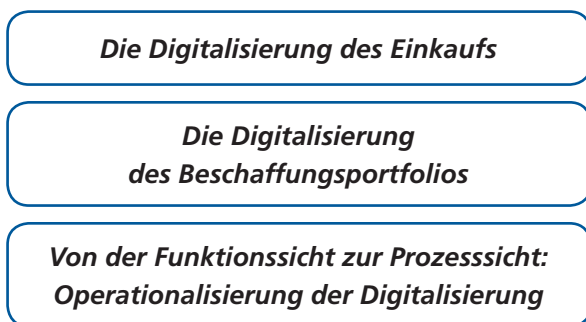 Die Digitalisierung des Einkaufs
Die Digitalisierung
des Beschaffungsportfolios
Von der Funktionssicht zur Prozesssicht:
Operationalisierung der Digitalisierung